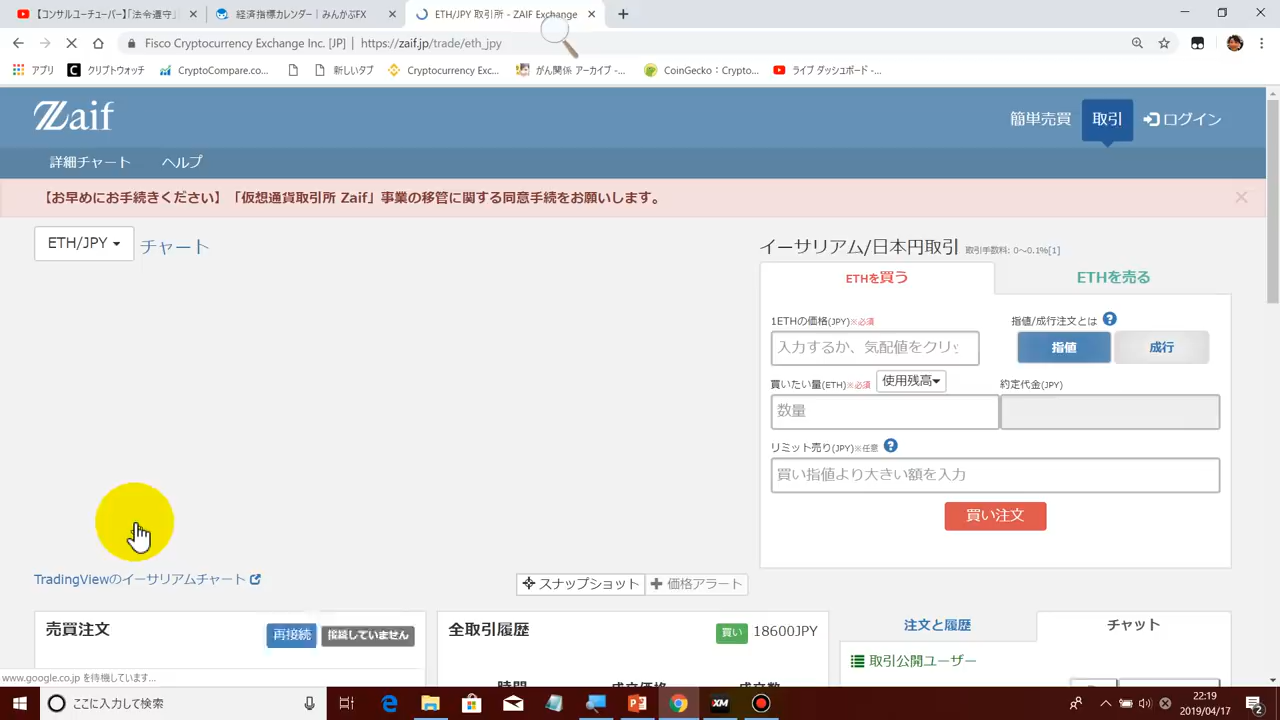 【コンサルユーチューバー】「法令遵守」
経済指標カレンダー | みんかぶFX
ETH/JPY 取引所 - ZAIF Exchange
Fisco Cryptocurrency Exchange Inc. [JP] | https://zaif.jp/trade/eth_jpy
アプリ
クリプトウォッチ
CryptoCompare.co...
新しいタブ
Cryptocurrency Exc...
がん関係 アーカイブ -...
CoinGecko：Crypto...
ライブ ダッシュボード -...
Zaif
簡単売買
取引
ログイン
詳細チャート
ヘルプ
【お早めにお手続きください】「仮想通貨取引所 Zaif」事業の移管に関する同意手続をお願いします。
ETH/JPY
チャート
イーサリアム/日本円取引 取引手数料: 0〜0.1%[1]
ETHを買う
ETHを売る
1ETHの価格(JPY)※必須
指値/成行注文とは
入力するか、気配値をクリッ
指値
成行
買いたい量(ETH)※必須
使用残高
約定代金(JPY)
数量
リミット売り(JPY)※任意
買い指値より大きい額を入力
買い注文
TradingViewのイーサリアムチャート
スナップショット
価格アラート
売買注文
再接続
接続していません
全取引履歴
買い
18600JPY
注文と履歴
チャット
取引公開ユーザー
www.google.co.jp を待機しています...
ここに入力して検索
XM
22:19
2019/04/17
2